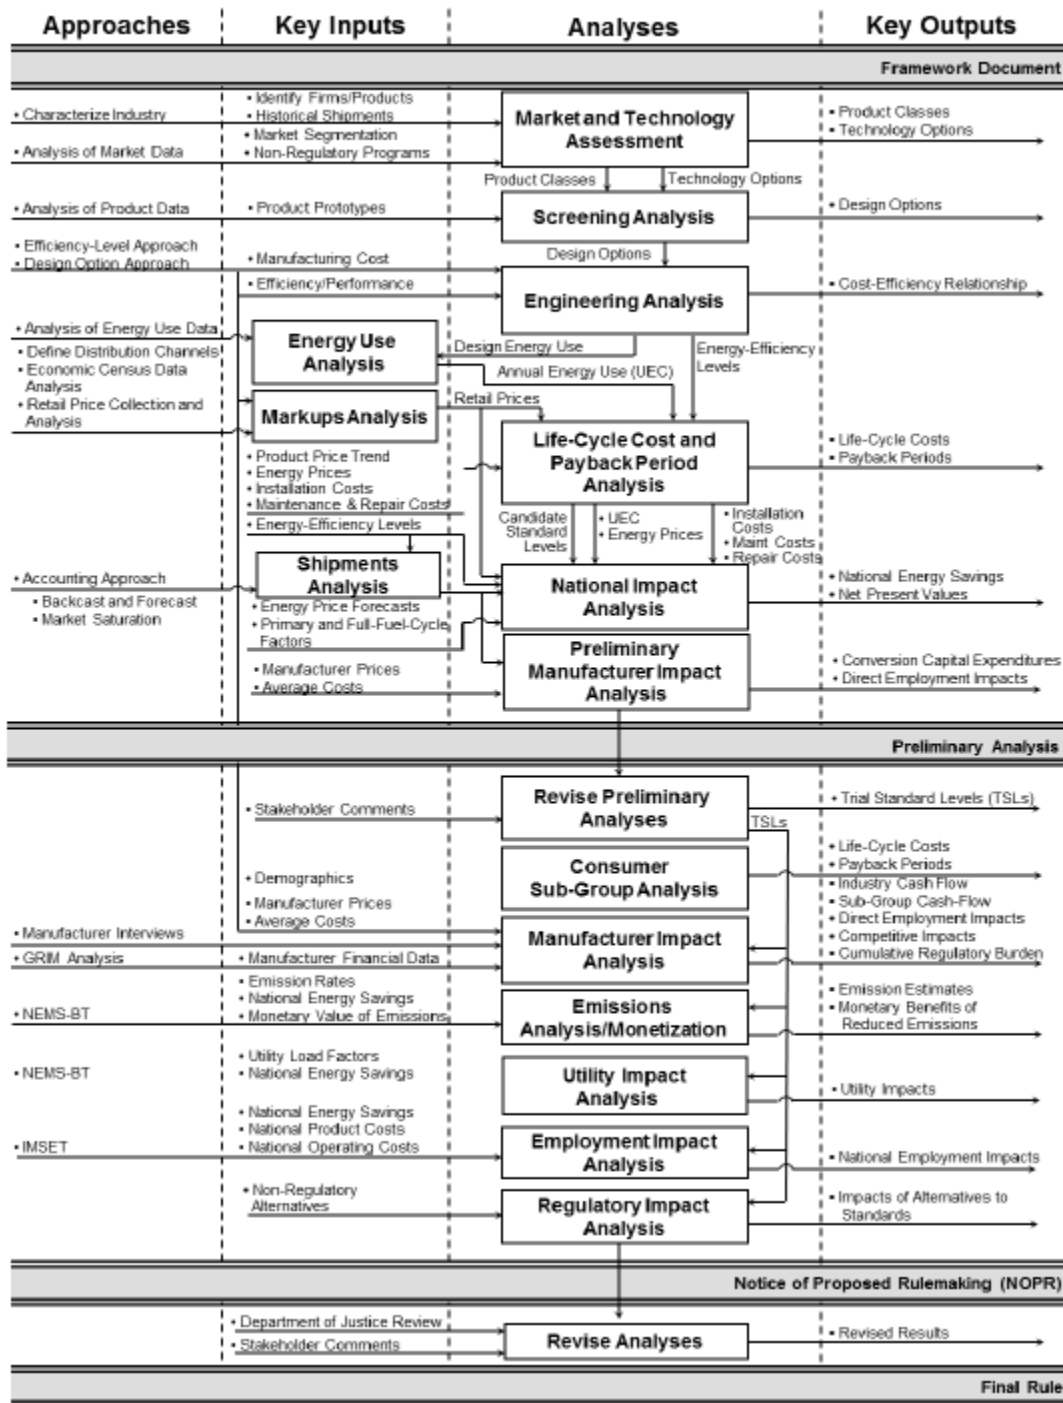 Approaches
Key Inputs
Analyses
Key Outputs
Framework Document
• Characterize Industry
• Analysis of Market Data
• Identify Firms/Products
• Historical Shipments
• Market Segmentation
• Non-Regulatory Programs
Market and Technology
Assessment
• Product Classes
• Technology Options
Product Classes
Technology Options
• Analysis of Product Data
• Product Prototypes
Screening Analysis
• Design Options
Design Options
• Efficiency-Level Approach
• Design Option Approach
• Manufacturing Cost
• Efficiency/Performance
Engineering Analysis
• Cost-Efficiency Relationship
• Analysis of Energy Use Data
• Define Distribution Channels
• Economic Census Data
Analysis
• Retail Price Collection and
Analysis
Energy Use
Analysis
Design Energy Use
Annual Energy Use (UEC)
Energy-Efficiency
Levels
Markups Analysis
Retail Prices
• Product Price Trend
• Energy Prices
• Installation Costs
• Maintenance & Repair Costs
• Energy-Efficiency Levels
Life-Cycle Cost and
Payback Period
Analysis
• Life-Cycle Costs
• Payback Periods
Candidate
Standard
Levels
• UEC
• Energy Prices
• Installation
Costs
• Maint Costs
• Repair Costs
• Accounting Approach
• Backcast and Forecast
• Market Saturation
Shipments
Analysis
• Energy Price Forecasts
• Primary and Full-Fuel-Cycle
Factors
National Impact
Analysis
• National Energy Savings
• Net Present Values
• Manufacturer Prices
• Average Costs
Preliminary
Manufacturer Impact
Analysis
• Conversion Capital Expenditures
• Direct Employment Impacts
Preliminary Analysis
• Stakeholder Comments
Revise Preliminary
Analyses
• Trial Standard Levels (TSLs)
TSLs
• Demographics
Consumer
Sub-Group Analysis
• Life-Cycle Costs
• Payback Periods
• Industry Cash Flow
• Sub-Group Cash-Flow
• Direct Employment Impacts
• Competitive Impacts
• Cumulative Regulatory Burden
• Manufacturer Prices
• Average Costs
• Manufacturer Interviews
• GRIM Analysis
• Manufacturer Financial Data
Manufacturer Impact
Analysis
• Emission Rates
• National Energy Savings
• Monetary Value of Emissions
• NEMS-BT
Emissions
Analysis/Monetization
• Emission Estimates
• Monetary Benefits of
Reduced Emissions
• NEMS-BT
• Utility Load Factors
• National Energy Savings
Utility Impact
Analysis
• Utility Impacts
• IMSET
• National Energy Savings
• National Product Costs
• National Operating Costs
Employment Impact
Analysis
• National Employment Impacts
• Non-Regulatory
Alternatives
Regulatory Impact
Analysis
• Impacts of Alternatives to
Standards
Notice of Proposed Rulemaking (NOPR)
• Department of Justice Review
• Stakeholder Comments
Revise Analyses
• Revised Results
Final Rule